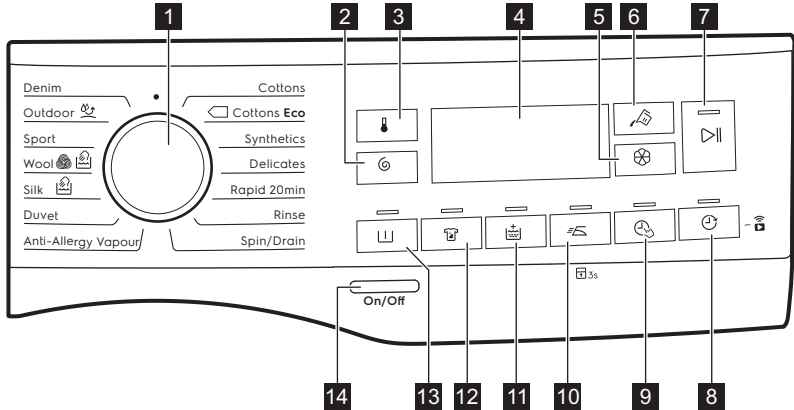 1
2
3
4
5
6
7
Denim
Outdoor
Sport
Wool
Silk
Duvet
Anti-Allergy Vapour
Cottons
Cottons Eco
Synthetics
Delicates
Rapid 20min
Rinse
Spin/Drain
3s
On/Off
14
13
12
11
10
9
8